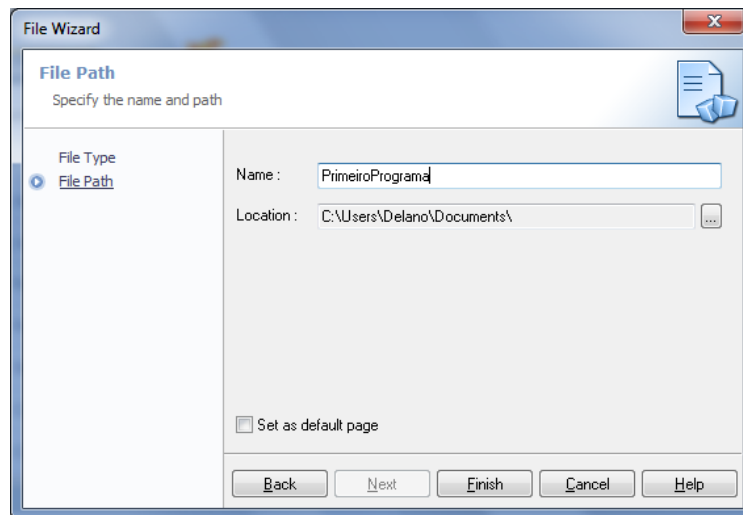 File Wizard
File Path
Specify the name and path
File Type
File Path
Name : PrimeiroPrograma
Location : C:\Users\Delano\Documents\ ...
Set as default page
Back Next Finish Cancel Help